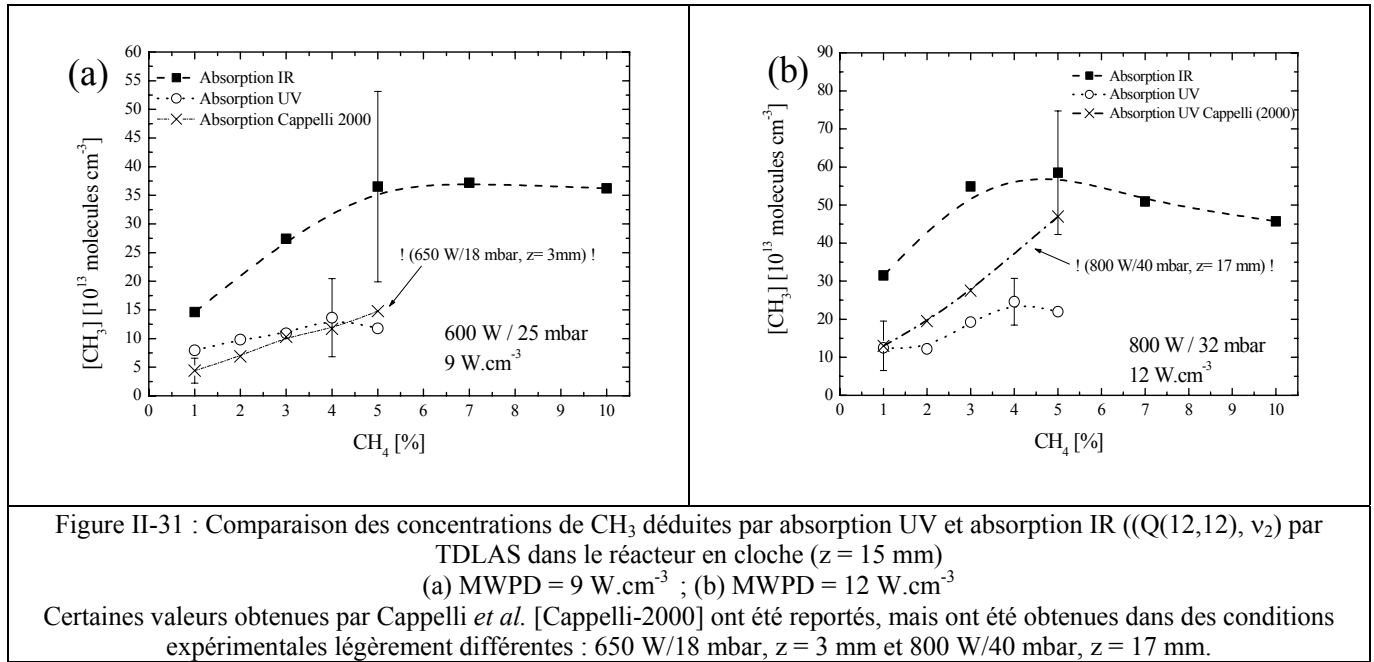 (a)
Absorption IR
Absorption UV
Absorption Cappelli 2000
[CH₃] [10¹³ molecules cm⁻³]
60
55
50
45
40
35
30
25
20
15
10
5
0
! (650 W/18 mbar, z= 3mm) !
600 W / 25 mbar
9 W.cm⁻³
0 1 2 3 4 5 6 7 8 9 10
CH₄ [%]
(b)
Absorption IR
Absorption UV
Absorption UV Cappelli (2000)
[CH₃] [10¹³ molecules cm⁻³]
90
80
70
60
50
40
30
20
10
0
! (800 W/40 mbar, z= 17 mm) !
800 W / 32 mbar
12 W.cm⁻³
0 1 2 3 4 5 6 7 8 9 10
CH₄ [%]
Figure II-31 : Comparaison des concentrations de CH₃ déduites par absorption UV et absorption IR ((Q(12,12), ν₂) par
TDLAS dans le réacteur en cloche (z = 15 mm)
(a) MWPD = 9 W.cm⁻³ ; (b) MWPD = 12 W.cm⁻³
Certaines valeurs obtenues par Cappelli et al. [Cappelli-2000] ont été reportés, mais ont été obtenues dans des conditions
expérimentales légèrement différentes : 650 W/18 mbar, z = 3 mm et 800 W/40 mbar, z = 17 mm.